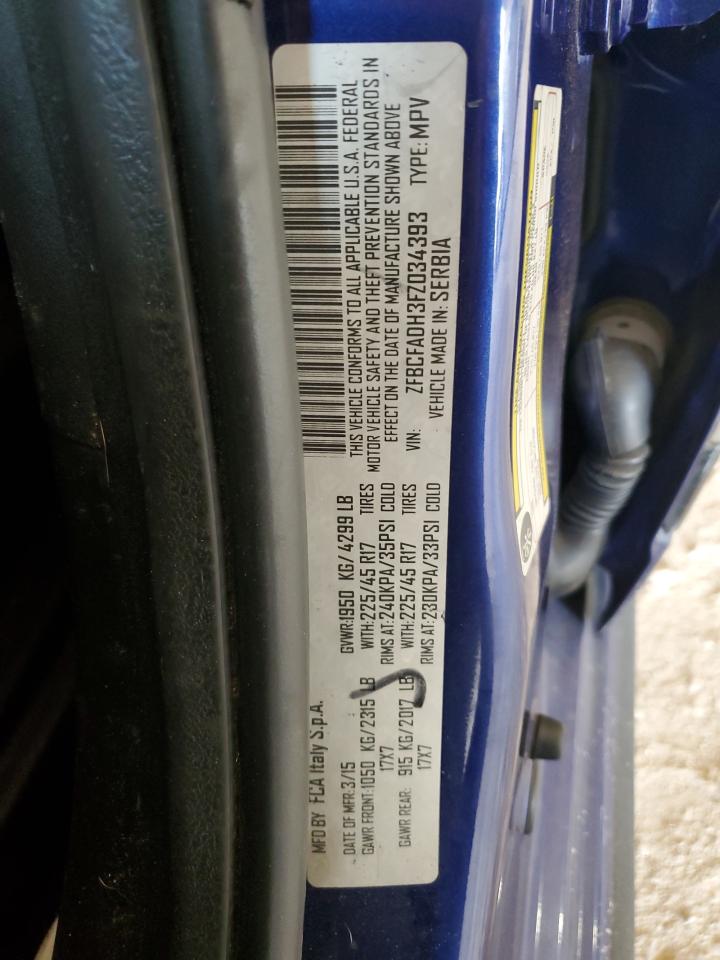 MFD BY FCA Italy S.p.A.
DATE OF MFR:3/15 GVWR:1950 KG/ 4299 LB
GAWR FRONT:1050 KG/2315 LB WITH:225/45 R17 TIRES
17X7 RIMS AT:240KPA/35PSI COLD
GAWR REAR: 915 KG/2017 LB WITH:225/45 R17 TIRES
17X7 RIMS AT:230KPA/33PSI COLD
THIS VEHICLE CONFORMS TO ALL APPLICABLE U.S.A. FEDERAL
MOTOR VEHICLE SAFETY AND THEFT PREVENTION STANDARDS IN
EFFECT ON THE DATE OF MANUFACTURE SHOWN ABOVE
VIN: ZFBCFADH3FZ034393 TYPE: MPV
VEHICLE MADE IN: SERBIA